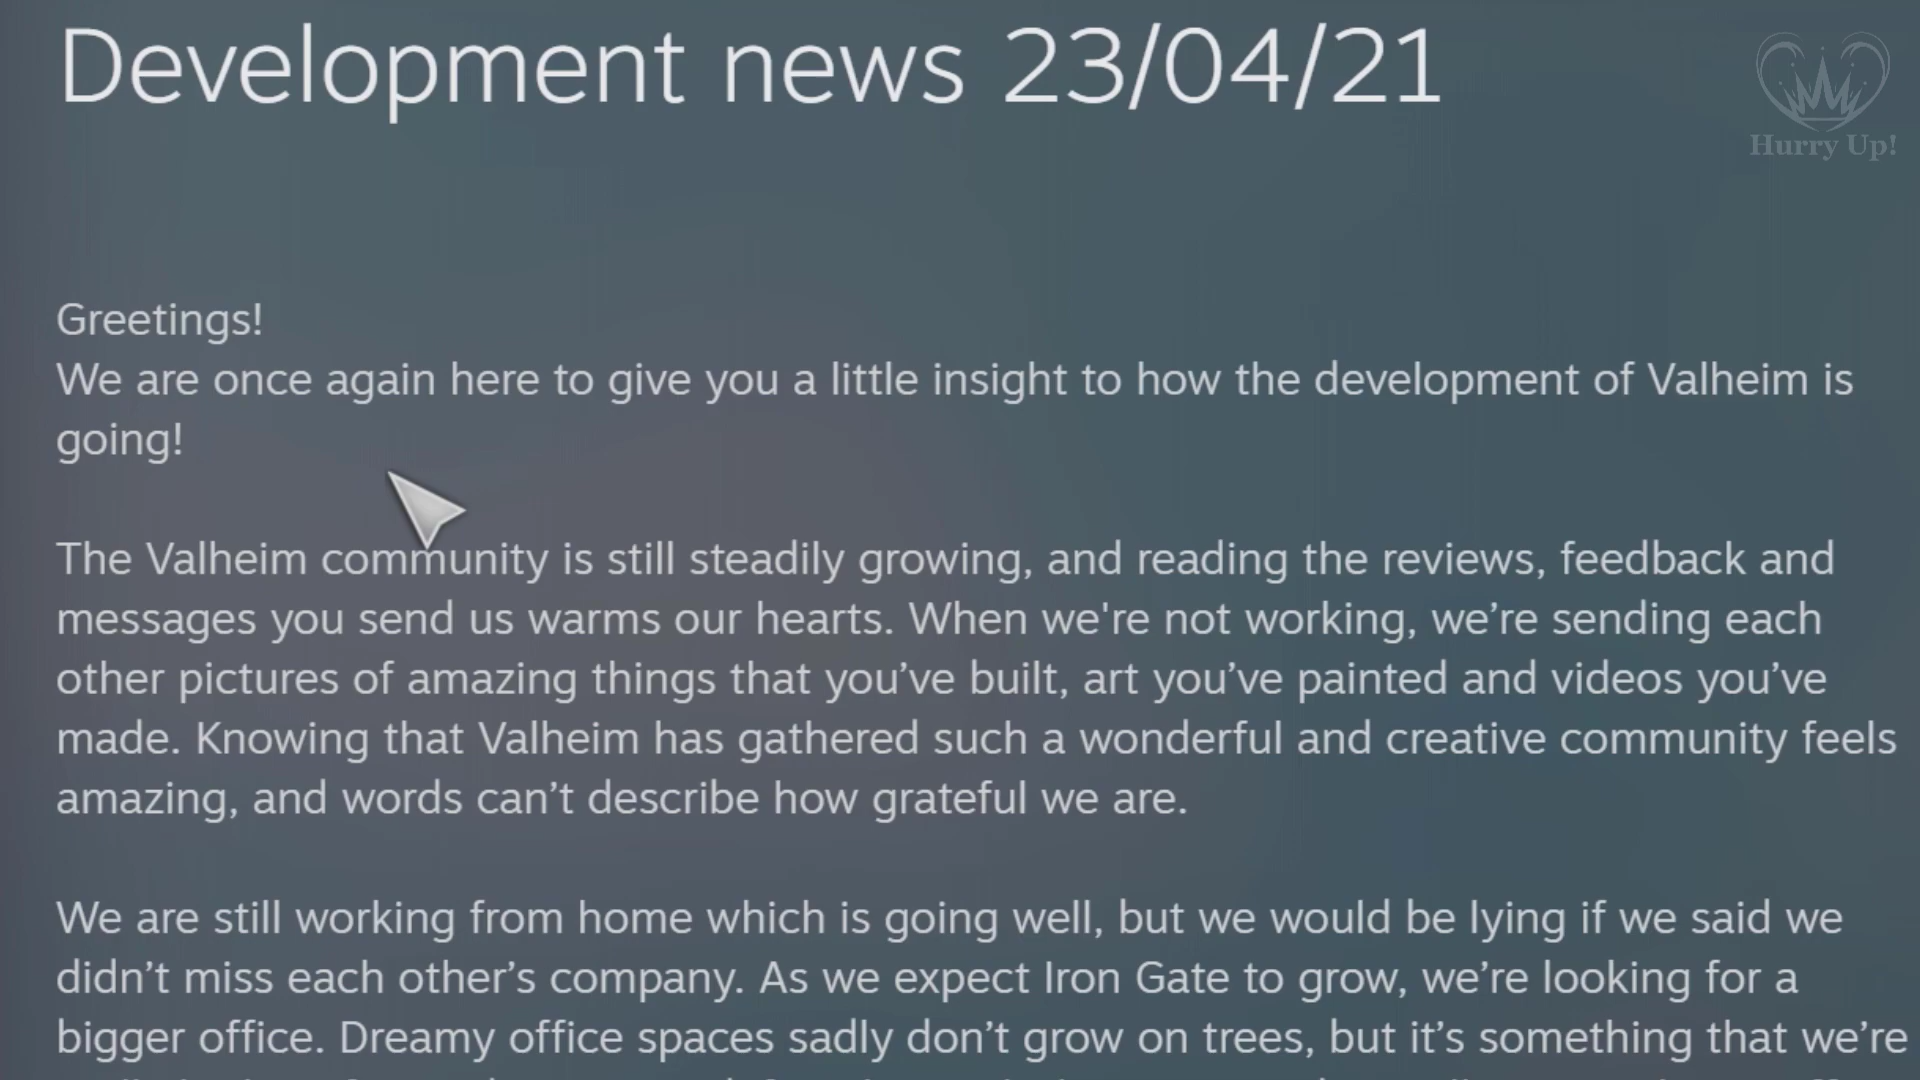 Development news 23/04/21
Hurry Up!
Greetings!
We are once again here to give you a little insight to how the development of Valheim is
going!
The Valheim community is still steadily growing, and reading the reviews, feedback and
messages you send us warms our hearts. When we're not working, we’re sending each
other pictures of amazing things that you’ve built, art you’ve painted and videos you’ve
made. Knowing that Valheim has gathered such a wonderful and creative community feels
amazing, and words can’t describe how grateful we are.
We are still working from home which is going well, but we would be lying if we said we
didn’t miss each other’s company. As we expect Iron Gate to grow, we’re looking for a
bigger office. Dreamy office spaces sadly don’t grow on trees, but it’s something that we’re